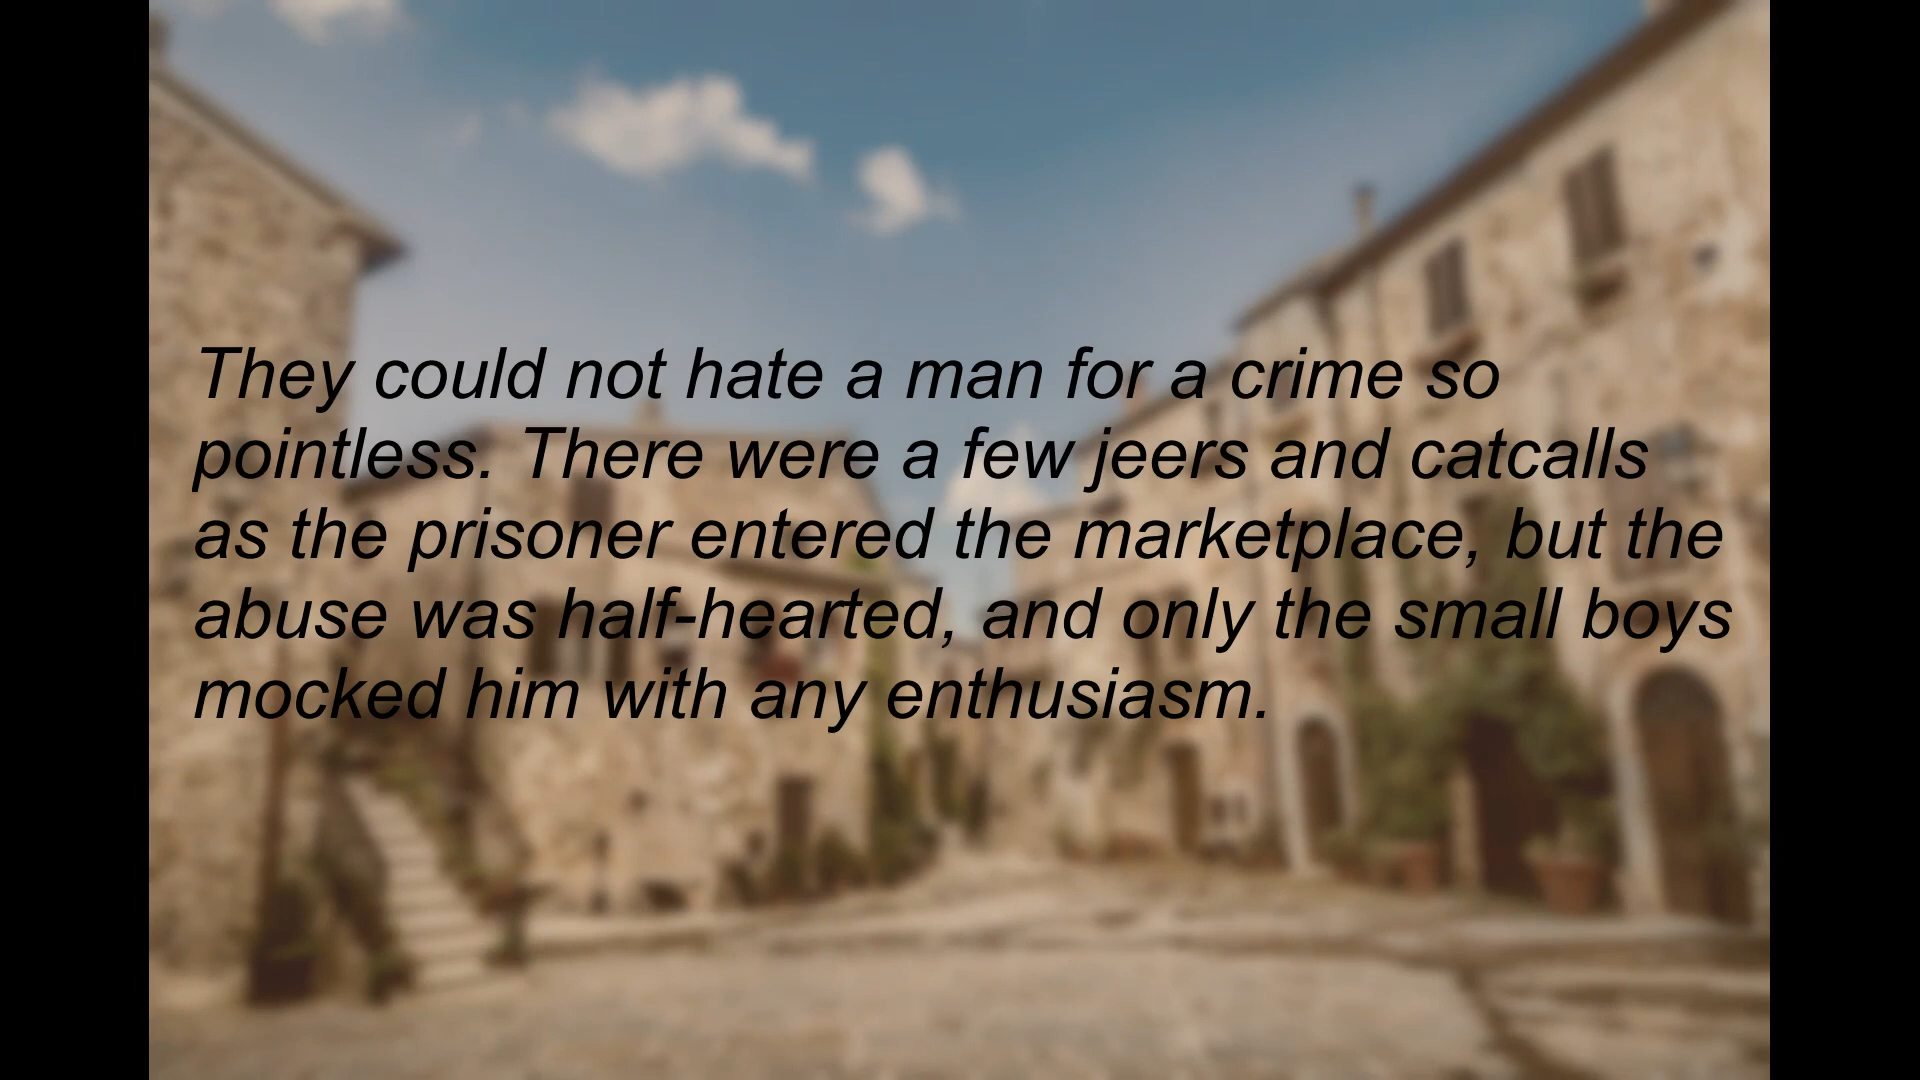 They could not hate a man for a crime so
pointless. There were a few jeers and catcalls
as the prisoner entered the marketplace, but the
abuse was half-hearted, and only the small boys
mocked him with any enthusiasm.